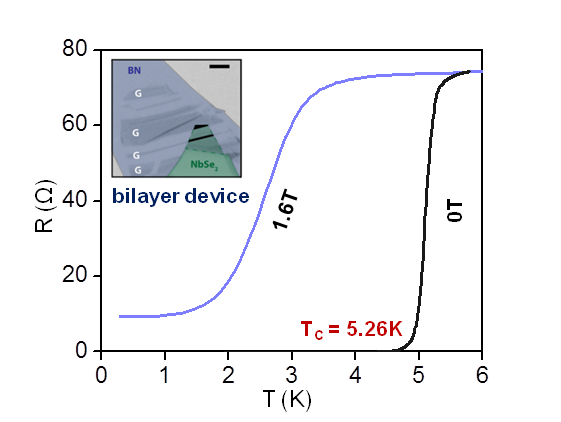 80
60
40
20
0
R (Ω)
BN
G
G
G
G
NbSe₂
bilayer device
1.6T
0T
T_C = 5.26K
0 1 2 3 4 5 6
T (K)